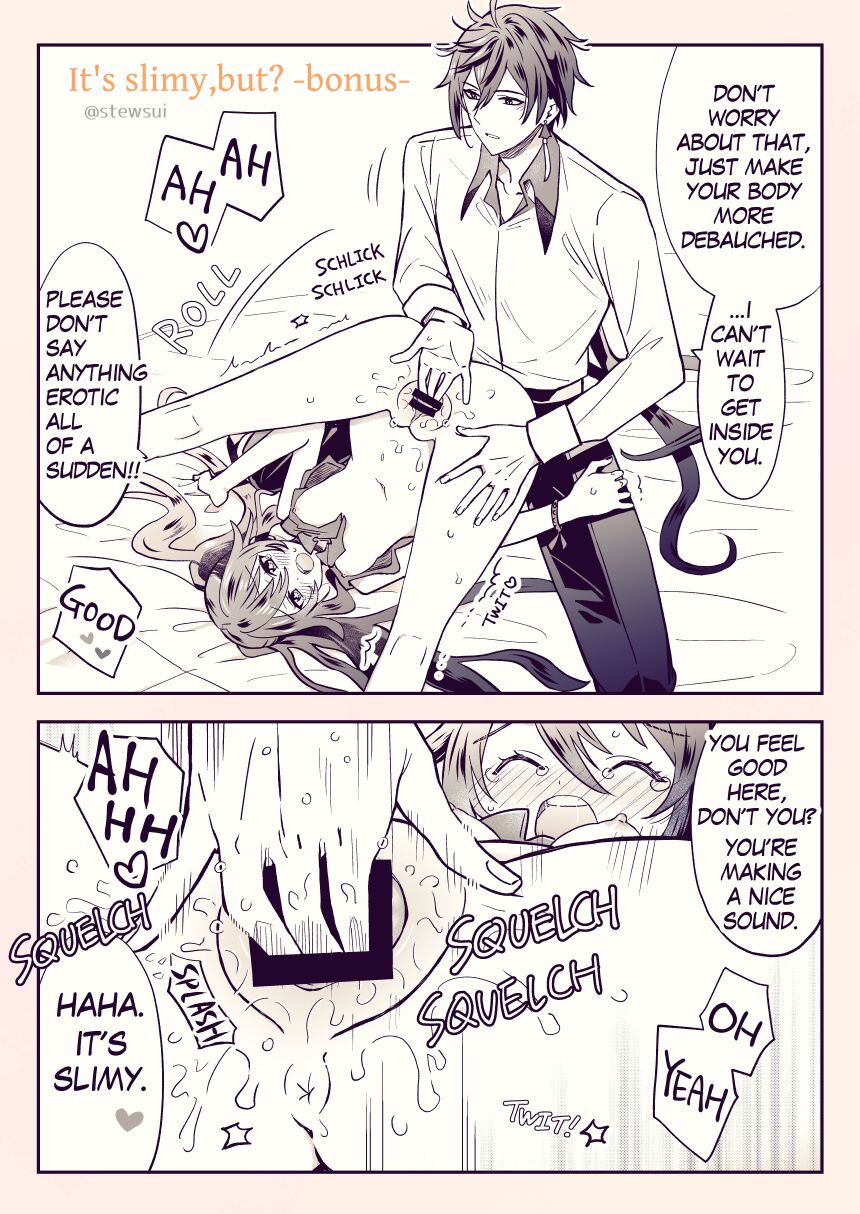 It's slimy,but? -bonus-
@stewsui
DON'T
WORRY
ABOUT THAT,
JUST MAKE
YOUR BODY
MORE
DEBAUCHED.
...I
CAN'T
WAIT
TO
GET
INSIDE
YOU.
AH
AH
♡
SCHLICK
SCHLICK
ROLL
PLEASE
DON'T
SAY
ANYTHING
EROTIC
ALL
OF A
SUDDEN!!
TWIT♡
GOOD
YOU FEEL
GOOD
HERE,
DON'T YOU?
YOU'RE
MAKING
A NICE
SOUND.
AH
HH
♡
SQUELCH
SQUELCH
SQUELCH
SPLASH!
HAHA.
IT'S
SLIMY.
OH
YEAH
TWIT!